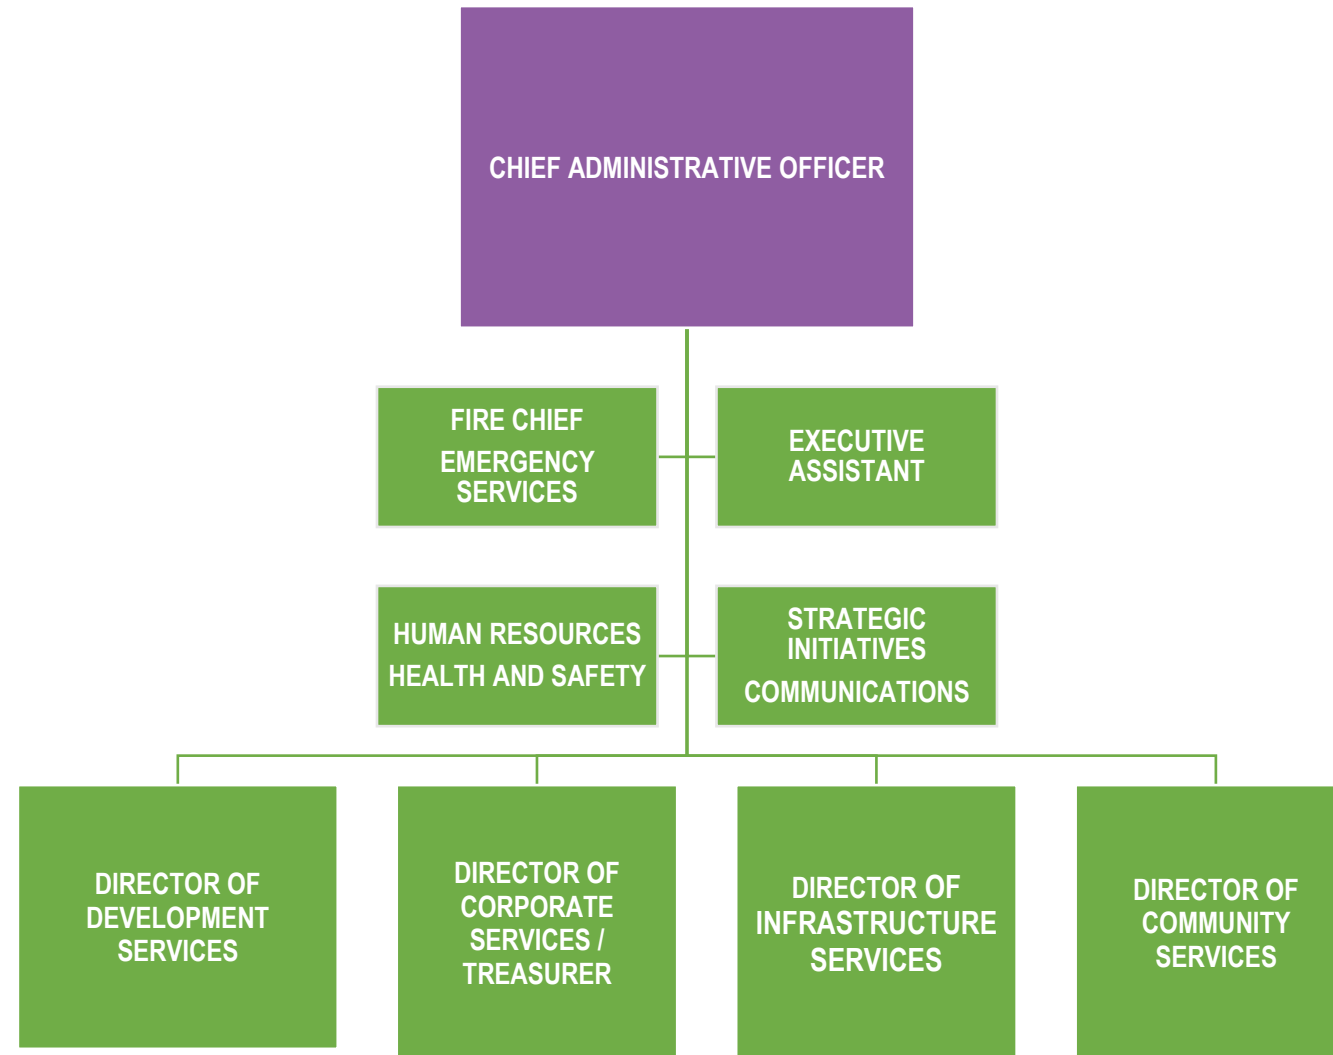 CHIEF ADMINISTRATIVE OFFICER
FIRE CHIEF
EMERGENCY
SERVICES
EXECUTIVE
ASSISTANT
HUMAN RESOURCES
HEALTH AND SAFETY
STRATEGIC
INITIATIVES
COMMUNICATIONS
DIRECTOR OF
DEVELOPMENT
SERVICES
DIRECTOR OF
CORPORATE
SERVICES /
TREASURER
DIRECTOR OF
INFRASTRUCTURE
SERVICES
DIRECTOR OF
COMMUNITY
SERVICES